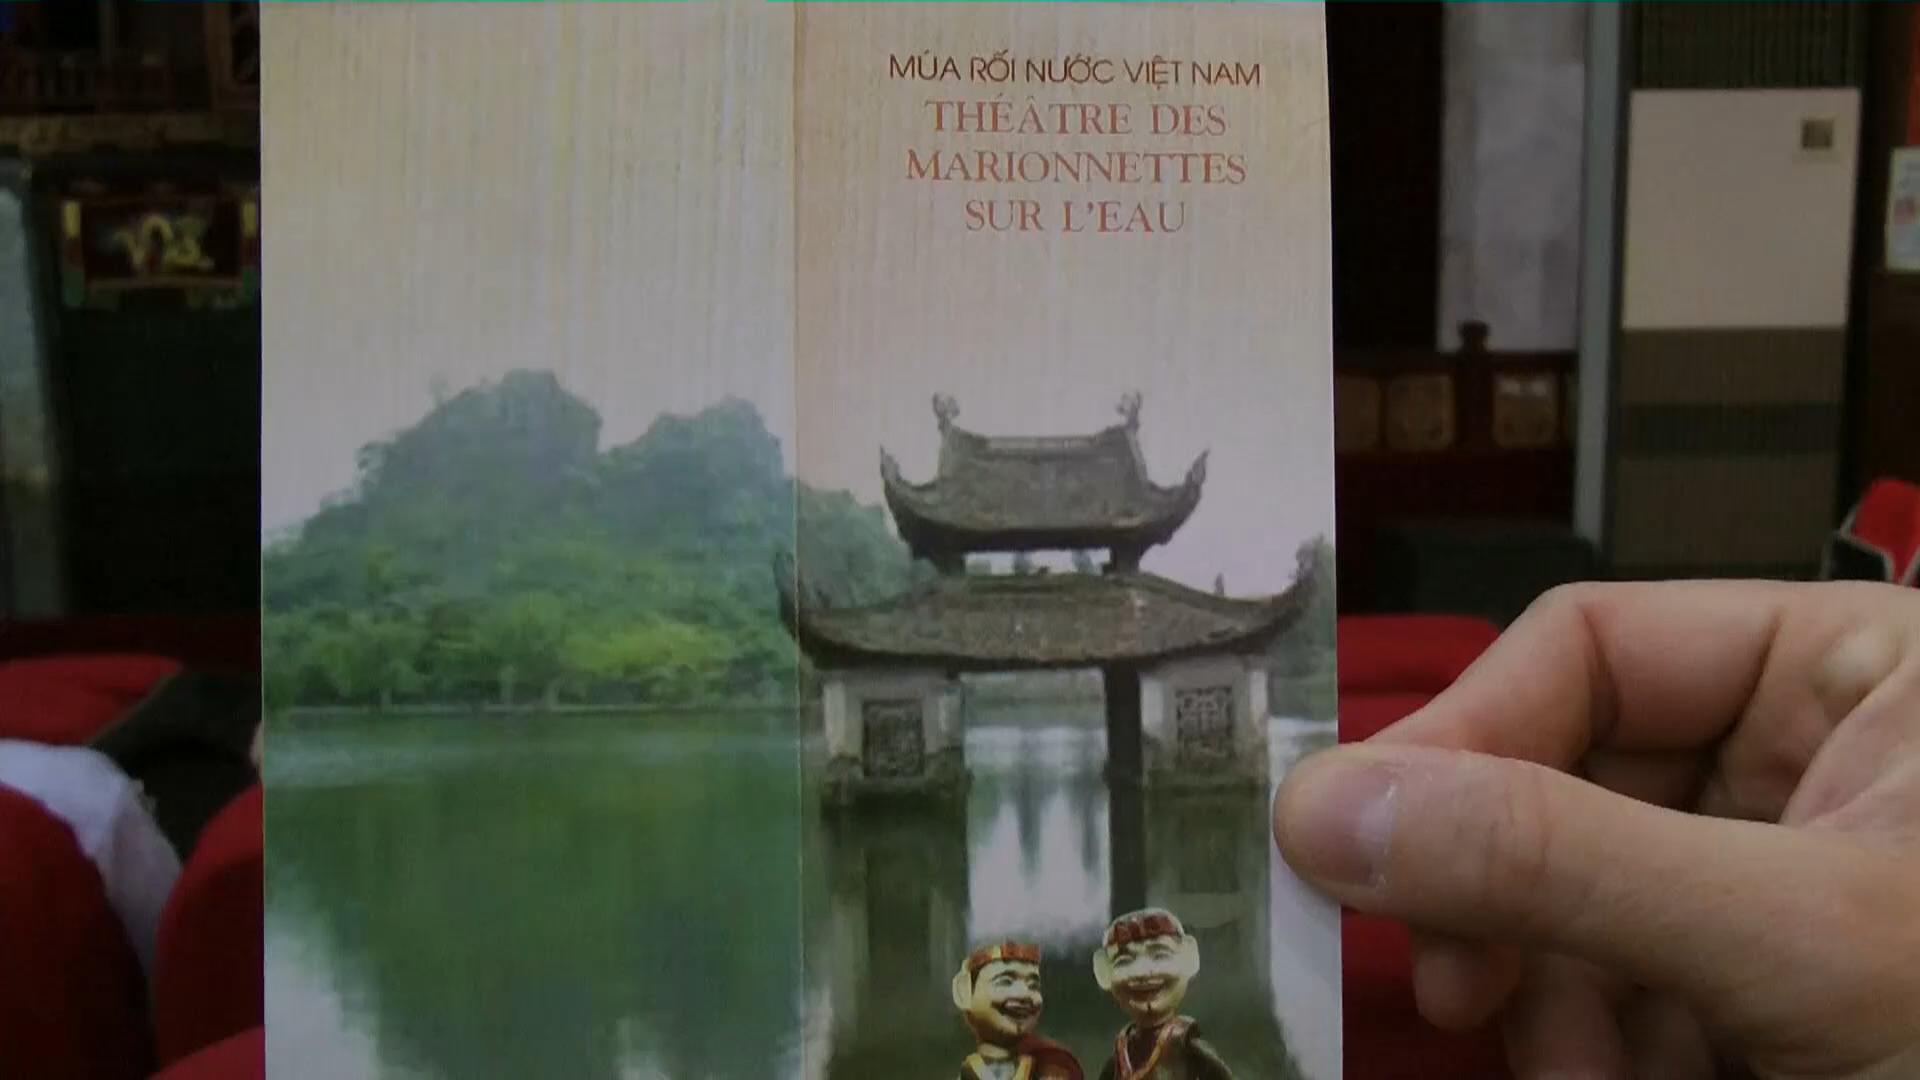 MÚA RỐI NƯỚC VIỆT NAM
THÉÂTRE DES
MARIONNETTES
SUR L'EAU